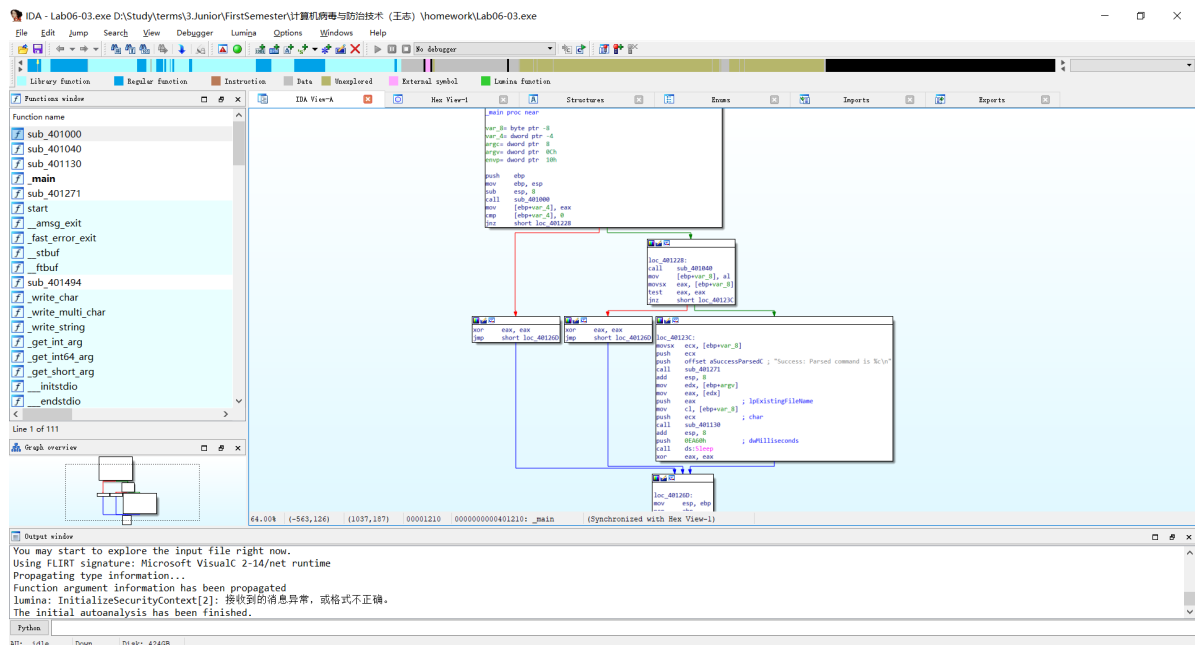 IDA - Lab06-03.exe D:\Study\terms\3.Junior\FirstSemester\计算机病毒与防治技术（王志）\homework\Lab06-03.exe
File Edit Jump Search View Debugger Lumina Options Windows Help
No debugger
Library function Regular function Instruction Data Unexplored External symbol Lumina function
Functions window
IDA View-A Hex View-1 Structures Enums Imports Exports
Function name
sub_401000
sub_401040
sub_401130
_main
sub_401271
start
__amsg_exit
_fast_error_exit
__stbuf
__ftbuf
sub_401494
_write_char
_write_multi_char
_write_string
_get_int_arg
_get_int64_arg
_get_short_arg
___initstdio
___endstdio
Line 1 of 111
Graph overview
_main proc near
var_8= byte ptr -8
var_4= dword ptr -4
argc= dword ptr 8
argv= dword ptr 0Ch
envp= dword ptr 10h
push ebp
mov ebp, esp
sub esp, 8
call sub_401000
mov [ebp+var_4], eax
cmp [ebp+var_4], 0
jnz short loc_401228
loc_401228:
call sub_401040
mov [ebp+var_8], al
movsx eax, [ebp+var_8]
test eax, eax
jnz short loc_40123C
xor eax, eax
jmp short loc_40126D
xor eax, eax
jmp short loc_40126D
loc_40123C:
movsx ecx, [ebp+var_8]
push ecx
push offset aSuccessParsedC ; "Success: Parsed command is %c\n"
call sub_401271
add esp, 8
mov edx, [ebp+argv]
mov eax, [edx]
push eax ; lpExistingFileName
mov cl, [ebp+var_8]
push ecx ; char
call sub_401130
add esp, 8
push 0EA60h ; dwMilliseconds
call ds:Sleep
xor eax, eax
loc_40126D:
mov esp, ebp
64.00% (-563,126) (1037,187) 00001210 0000000000401210: _main (Synchronized with Hex View-1)
Output window
You may start to explore the input file right now.
Using FLIRT signature: Microsoft VisualC 2-14/net runtime
Propagating type information...
Function argument information has been propagated
lumina: InitializeSecurityContext[2]: 接收到的消息异常，或格式不正确。
The initial autoanalysis has been finished.
Python
AU: idle Down Disk: 424GB